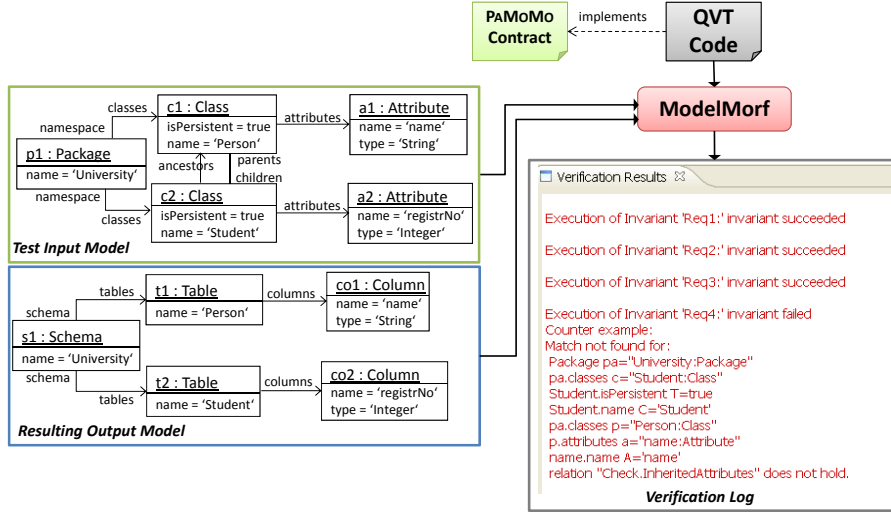 PAMOMO
Contract
implements
QVT
Code
ModelMorf
classes
c1 : Class
isPersistent = true
name = 'Person'
attributes
a1 : Attribute
name = 'name'
type = 'String'
namespace
p1 : Package
name = 'University'
ancestors
parents
children
namespace
classes
c2 : Class
isPersistent = true
name = 'Student'
attributes
a2 : Attribute
name = 'registrNo'
type = 'Integer'
Test Input Model
schema
tables
t1 : Table
name = 'Person'
columns
co1 : Column
name = 'name'
type = 'String'
s1 : Schema
name = 'University'
schema
tables
t2 : Table
name = 'Student'
columns
co2 : Column
name = 'registrNo'
type = 'Integer'
Resulting Output Model
Verification Results
Execution of Invariant 'Req1:' invariant succeeded
Execution of Invariant 'Req2:' invariant succeeded
Execution of Invariant 'Req3:' invariant succeeded
Execution of Invariant 'Req4:' invariant failed
Counter example:
Match not found for:
Package pa="University:Package"
pa.classes c="Student:Class"
Student.isPersistent T=true
Student.name C='Student'
pa.classes p="Person:Class"
p.attributes a="name:Attribute"
name.name A='name'
relation "Check.InheritedAttributes" does not hold.
Verification Log